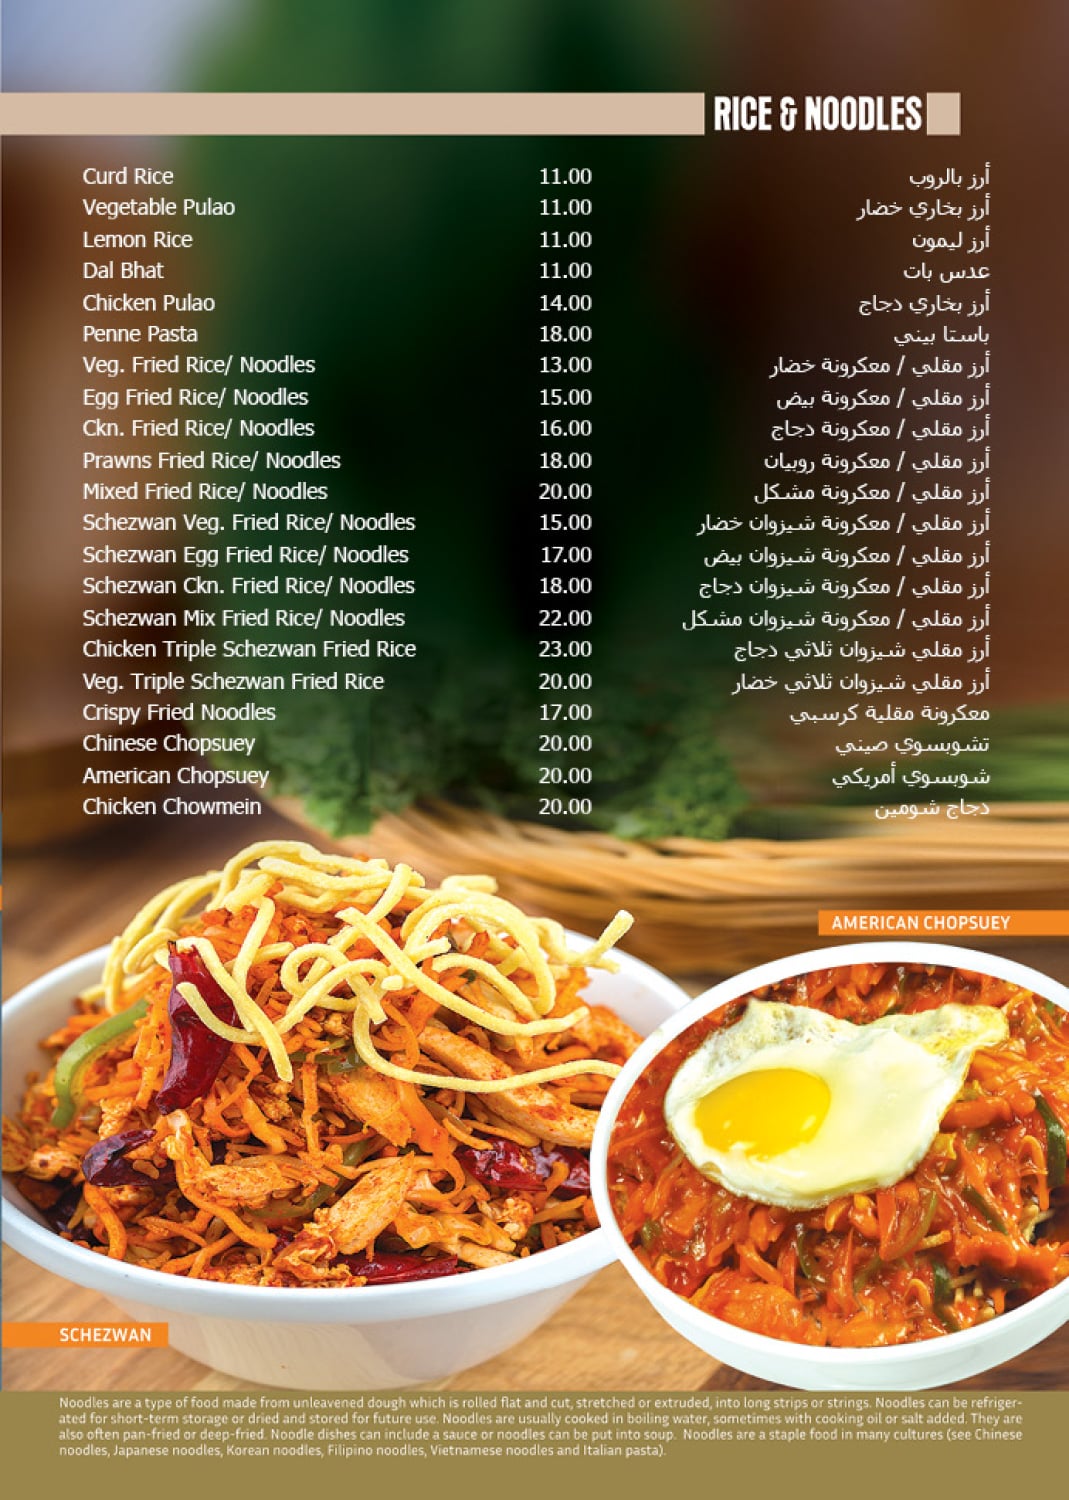 RICE & NOODLES
Curd Rice 11.00 أرز بالروب
Vegetable Pulao 11.00 أرز بخاري خضار
Lemon Rice 11.00 أرز ليمون
Dal Bhat 11.00 عدس بات
Chicken Pulao 14.00 أرز بخاري دجاج
Penne Pasta 18.00 باستا بيني
Veg. Fried Rice/ Noodles 13.00 أرز مقلي / معكرونة خضار
Egg Fried Rice/ Noodles 15.00 أرز مقلي / معكرونة بيض
Ckn. Fried Rice/ Noodles 16.00 أرز مقلي / معكرونة دجاج
Prawns Fried Rice/ Noodles 18.00 أرز مقلي / معكرونة روبيان
Mixed Fried Rice/ Noodles 20.00 أرز مقلي / معكرونة مشكل
Schezwan Veg. Fried Rice/ Noodles 15.00 أرز مقلي / معكرونة شيزوان خضار
Schezwan Egg Fried Rice/ Noodles 17.00 أرز مقلي / معكرونة شيزوان بيض
Schezwan Ckn. Fried Rice/ Noodles 18.00 أرز مقلي / معكرونة شيزوان دجاج
Schezwan Mix Fried Rice/ Noodles 22.00 أرز مقلي / معكرونة شيزوان مشكل
Chicken Triple Schezwan Fried Rice 23.00 أرز مقلي شيزوان ثلاثي دجاج
Veg. Triple Schezwan Fried Rice 20.00 أرز مقلي شيزوان ثلاثي خضار
Crispy Fried Noodles 17.00 معكرونة مقلية كرسبي
Chinese Chopsuey 20.00 تشوبسوي صيني
American Chopsuey 20.00 شوبسوي أمريكي
Chicken Chowmein 20.00 دجاج شومين
AMERICAN CHOPSUEY
SCHEZWAN
Noodles are a type of food made from unleavened dough which is rolled flat and cut, stretched or extruded, into long strips or strings. Noodles can be refriger-
ated for short-term storage or dried and stored for future use. Noodles are usually cooked in boiling water, sometimes with cooking oil or salt added. They are
also often pan-fried or deep-fried. Noodle dishes can include a sauce or noodles can be put into soup. Noodles are a staple food in many cultures (see Chinese
noodles, Japanese noodles, Korean noodles, Filipino noodles, Vietnamese noodles and Italian pasta).